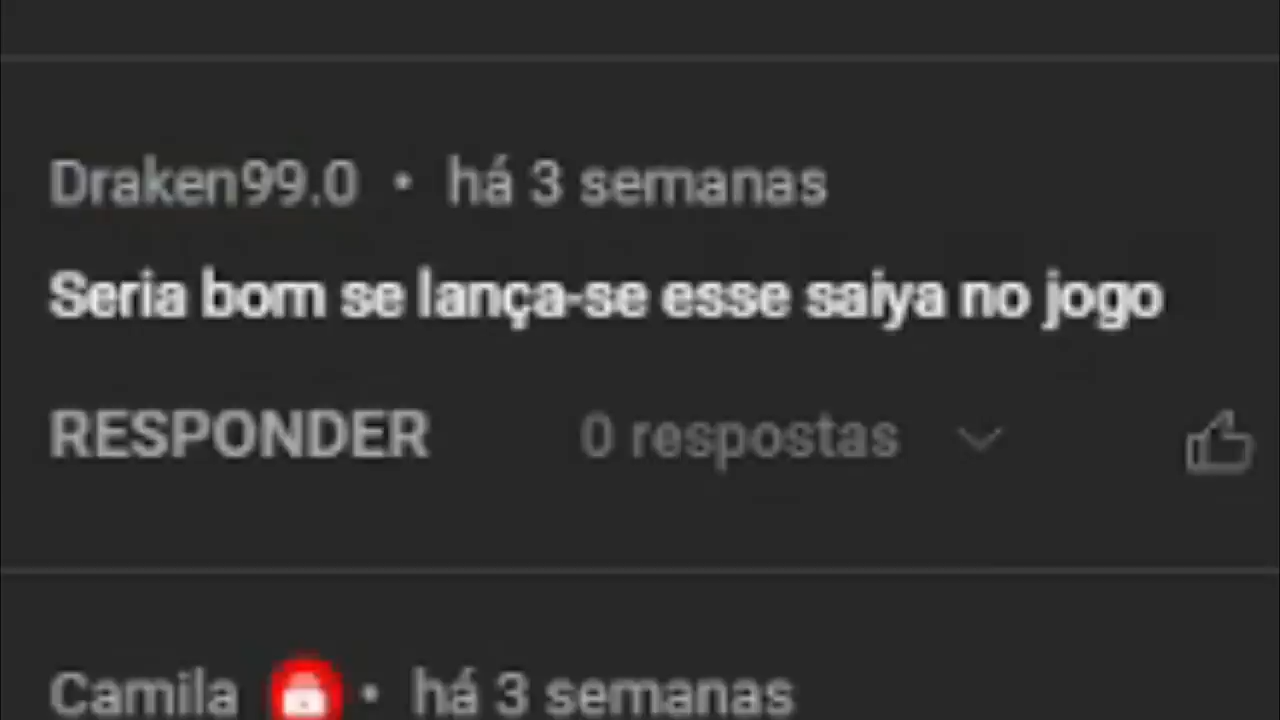 Draken99.0 • há 3 semanas
Seria bom se lança-se esse saiya no jogo
RESPONDER 0 respostas
Camila • há 3 semanas